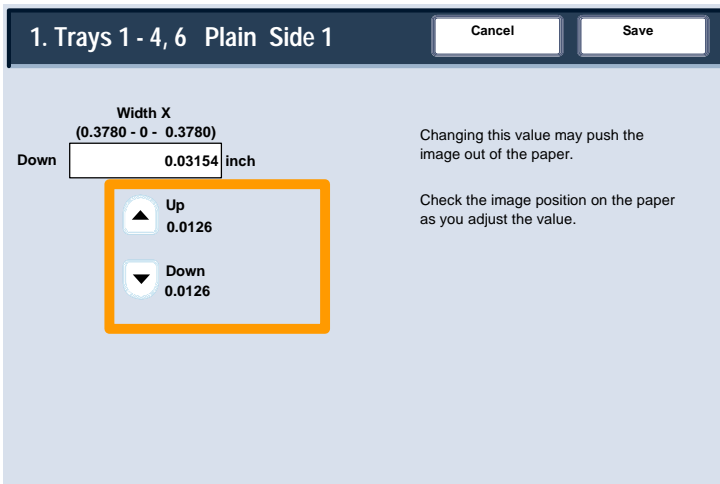 1. Trays 1 - 4, 6 Plain Side 1
Cancel
Save
Width X
(0.3780 - 0 - 0.3780)
Down 0.03154 inch
Up
0.0126
Down
0.0126
Changing this value may push the
image out of the paper.
Check the image position on the paper
as you adjust the value.